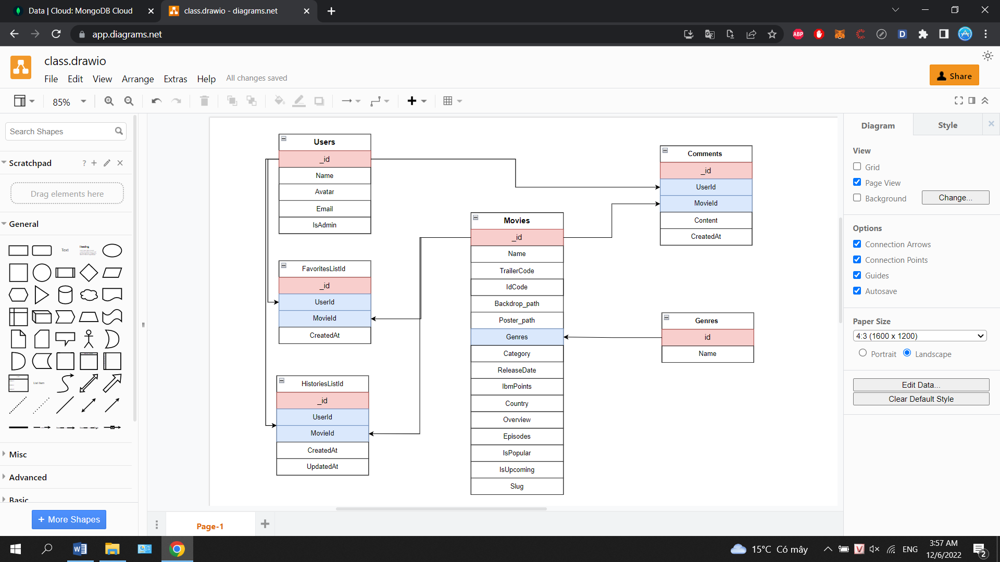 Data | Cloud: MongoDB Cloud
class.drawio - diagrams.net
app.diagrams.net
ABP
D
class.drawio
File Edit View Arrange Extras Help All changes saved
Share
85%
Search Shapes
Scratchpad
?
Drag elements here
General
Text
Heading
List Item
Misc
Advanced
Basic
+ More Shapes
Users
_id
Name
Avatar
Email
IsAdmin
FavoritesListId
_id
UserId
MovieId
CreatedAt
HistoriesListId
_id
UserId
MovieId
CreatedAt
UpdatedAt
Movies
_id
Name
TrailerCode
IdCode
Backdrop_path
Poster_path
Genres
Category
ReleaseDate
IbmPoints
Country
Overview
Episodes
IsPopular
IsUpcoming
Slug
Comments
_id
UserId
MovieId
Content
CreatedAt
Genres
id
Name
Page-1
Diagram
Style
View
Grid
Page View
Background
Change...
Options
Connection Arrows
Connection Points
Guides
Autosave
Paper Size
4:3 (1600 x 1200)
Portrait
Landscape
Edit Data...
Clear Default Style
15°C Có mây
ENG
3:57 AM
12/6/2022
2